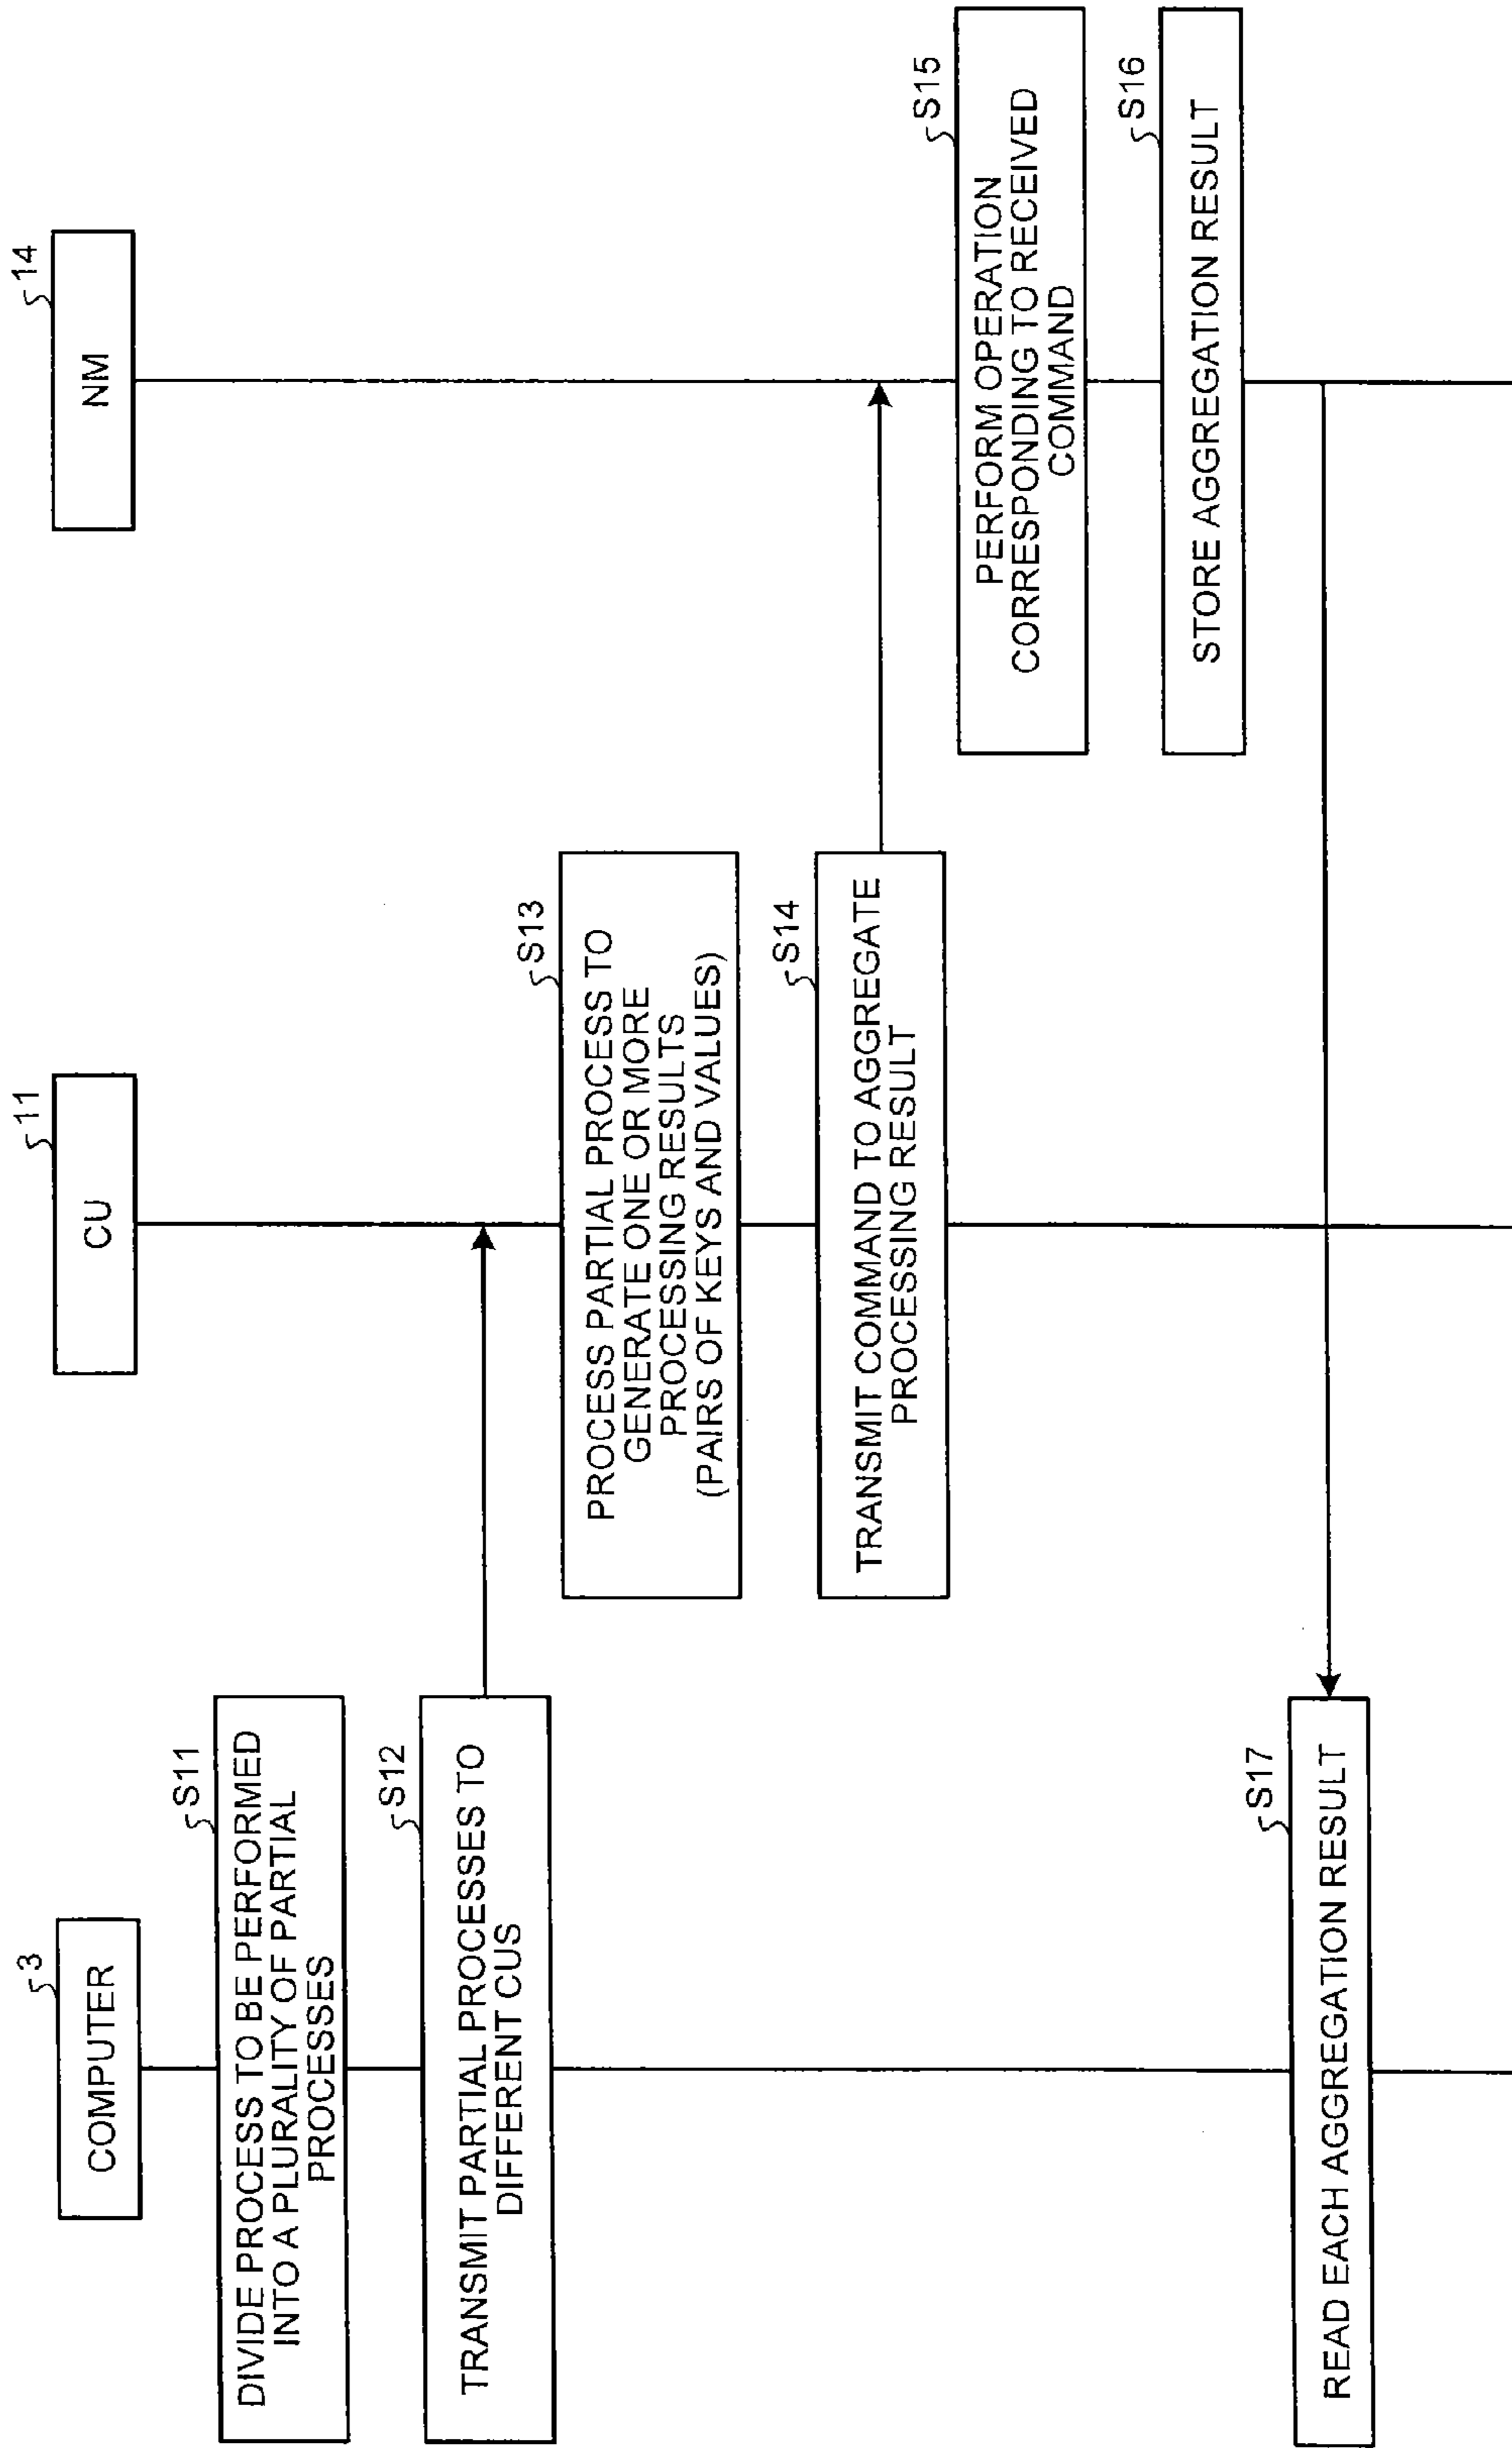 3
COMPUTER
11
CU
14
NM
S11
DIVIDE PROCESS TO BE PERFORMED
INTO A PLURALITY OF PARTIAL
PROCESSES
S12
TRANSMIT PARTIAL PROCESSES TO
DIFFERENT CUS
S13
PROCESS PARTIAL PROCESS TO
GENERATE ONE OR MORE
PROCESSING RESULTS
(PAIRS OF KEYS AND VALUES)
S14
TRANSMIT COMMAND TO AGGREGATE
PROCESSING RESULT
S15
PERFORM OPERATION
CORRESPONDING TO RECEIVED
COMMAND
S16
STORE AGGREGATION RESULT
S17
READ EACH AGGREGATION RESULT